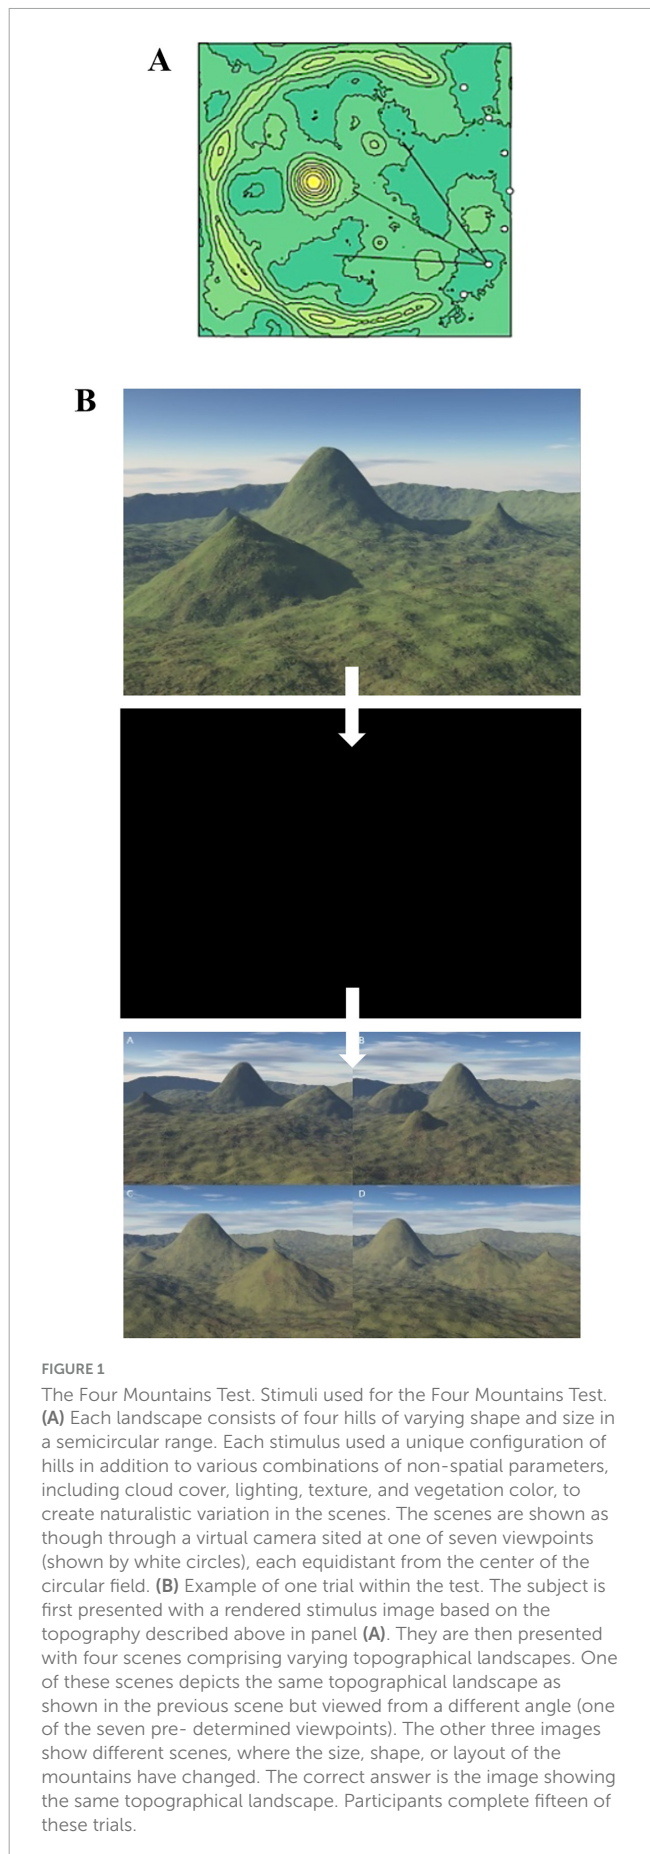 A
B
A
B
C
D
FIGURE 1
The Four Mountains Test. Stimuli used for the Four Mountains Test.
(A) Each landscape consists of four hills of varying shape and size in
a semicircular range. Each stimulus used a unique configuration of
hills in addition to various combinations of non-spatial parameters,
including cloud cover, lighting, texture, and vegetation color, to
create naturalistic variation in the scenes. The scenes are shown as
though through a virtual camera sited at one of seven viewpoints
(shown by white circles), each equidistant from the center of the
circular field. (B) Example of one trial within the test. The subject is
first presented with a rendered stimulus image based on the
topography described above in panel (A). They are then presented
with four scenes comprising varying topographical landscapes. One
of these scenes depicts the same topographical landscape as
shown in the previous scene but viewed from a different angle (one
of the seven pre- determined viewpoints). The other three images
show different scenes, where the size, shape, or layout of the
mountains have changed. The correct answer is the image showing
the same topographical landscape. Participants complete fifteen of
these trials.